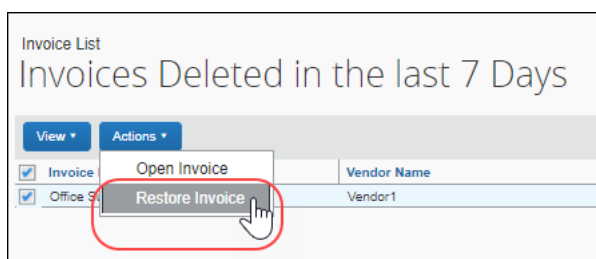 Invoice List
Invoices Deleted in the last 7 Days
View Actions
Open Invoice
Invoice Vendor Name
Restore Invoice
Office Vendor1